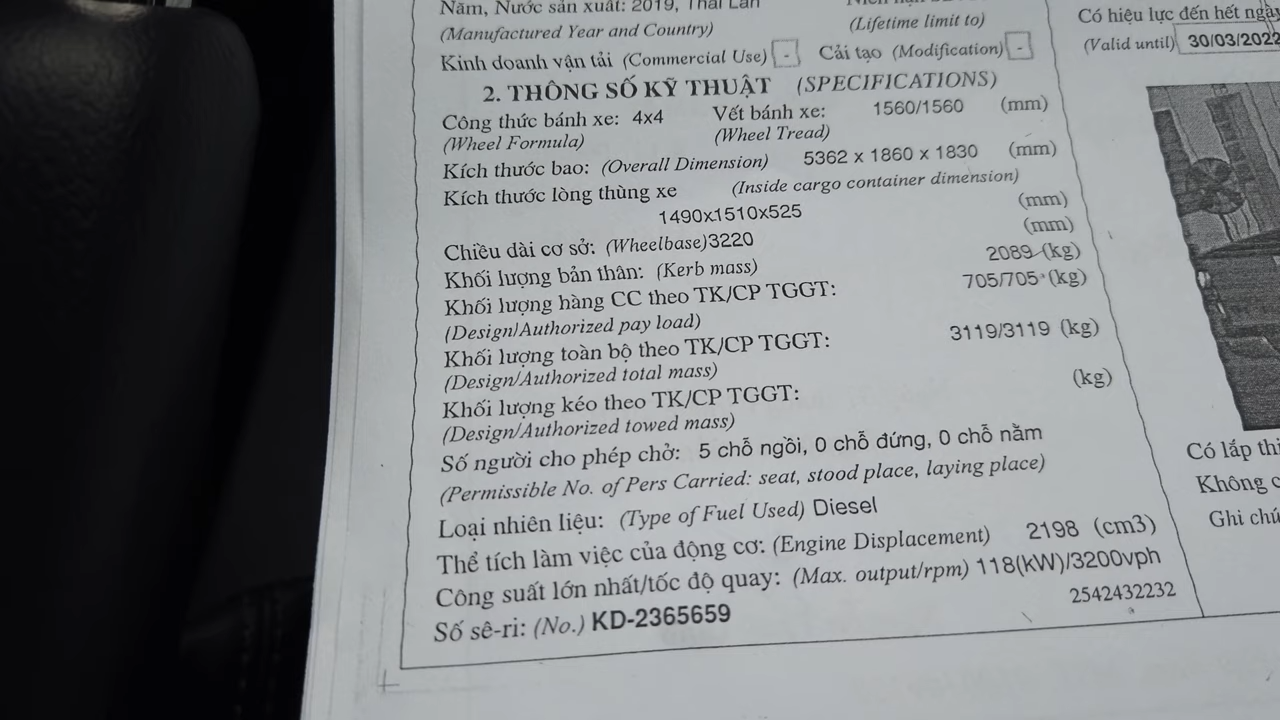 Năm, Nước sản xuất: 2019, Thái Lan
(Manufactured Year and Country)
(Lifetime limit to)
Kinh doanh vận tải (Commercial Use) - Cải tạo (Modification) -
2. THÔNG SỐ KỸ THUẬT (SPECIFICATIONS)
Công thức bánh xe: 4x4 Vết bánh xe: 1560/1560 (mm)
(Wheel Formula) (Wheel Tread)
Kích thước bao: (Overall Dimension) 5362 x 1860 x 1830 (mm)
Kích thước lòng thùng xe (Inside cargo container dimension)
1490x1510x525 (mm)
Chiều dài cơ sở: (Wheelbase)3220 (mm)
Khối lượng bản thân: (Kerb mass) 2089 (kg)
Khối lượng hàng CC theo TK/CP TGGT: 705/705 (kg)
(Design/Authorized pay load)
Khối lượng toàn bộ theo TK/CP TGGT: 3119/3119 (kg)
(Design/Authorized total mass)
Khối lượng kéo theo TK/CP TGGT: (kg)
(Design/Authorized towed mass)
Số người cho phép chở: 5 chỗ ngồi, 0 chỗ đứng, 0 chỗ nằm
(Permissible No. of Pers Carried: seat, stood place, laying place)
Loại nhiên liệu: (Type of Fuel Used) Diesel
Thể tích làm việc của động cơ: (Engine Displacement) 2198 (cm3)
Công suất lớn nhất/tốc độ quay: (Max. output/rpm) 118(kW)/3200vph
Số sê-ri: (No.) KD-2365659 2542432232
Có hiệu lực đến hết ngày
(Valid until) 30/03/2022
Có lắp
Không
Ghi